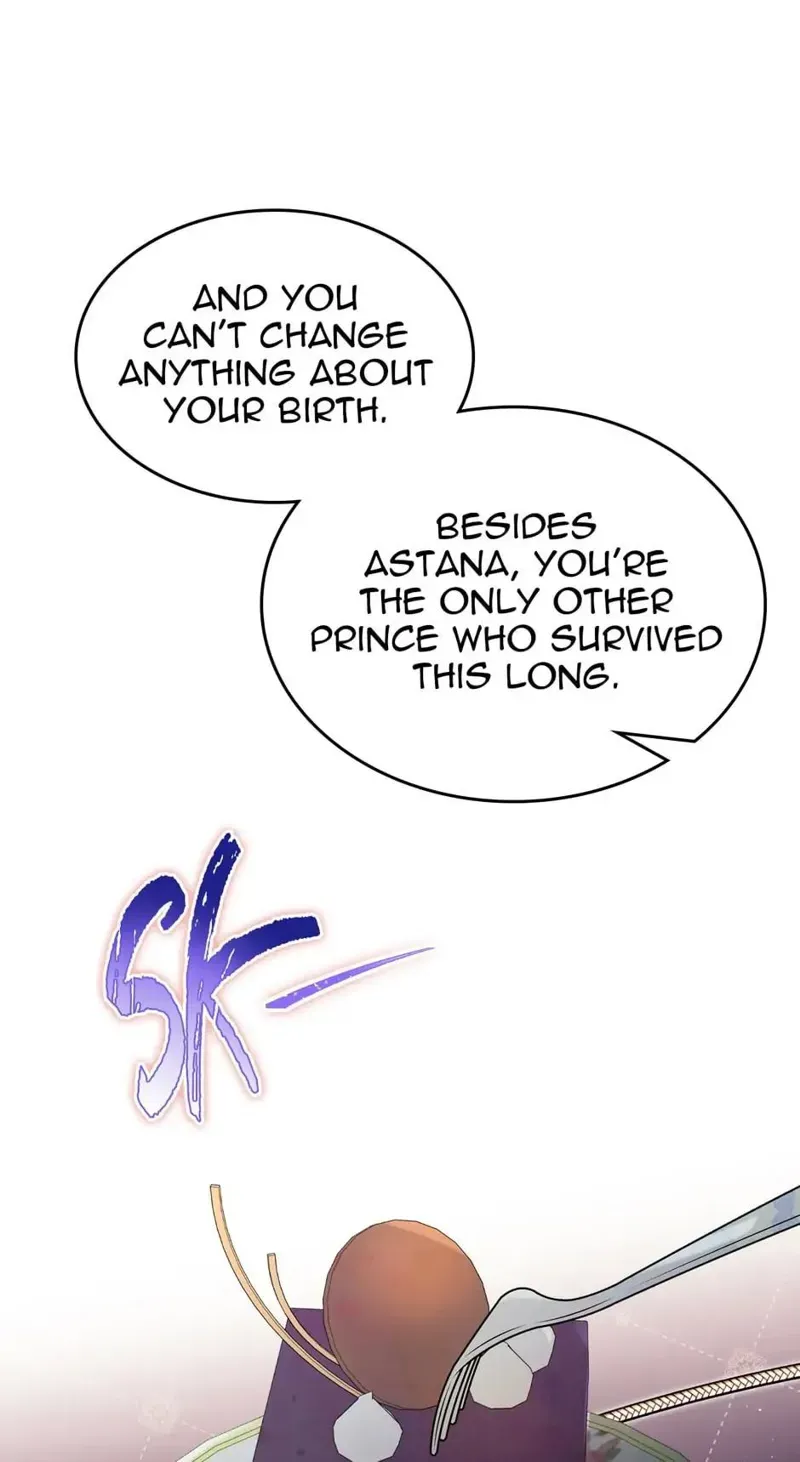 AND YOU
CAN'T CHANGE
ANYTHING ABOUT
YOUR BIRTH.
BESIDES
ASTANA, YOU'RE
THE ONLY OTHER
PRINCE WHO SURVIVED
THIS LONG.
SK-